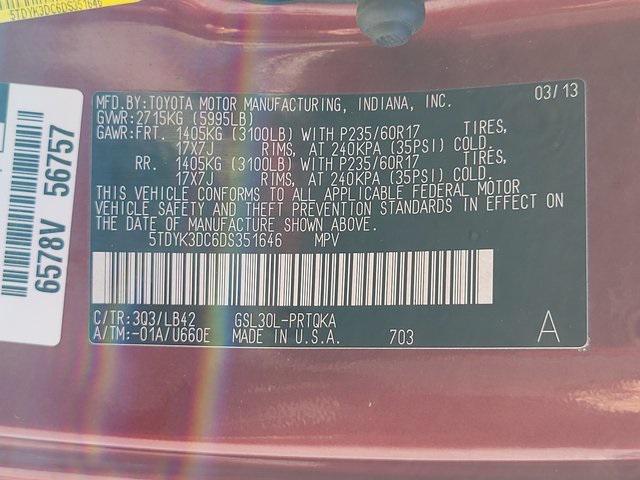 5TDYK3DC6DS351646
MFD.BY:TOYOTA MOTOR MANUFACTURING, INDIANA, INC. 03/13
GVWR:2715KG (5995LB)
GAWR:FRT. 1405KG (3100LB) WITH P235/60R17 TIRES,
17X7J RIMS, AT 240KPA (35PSI) COLD.
RR. 1405KG (3100LB) WITH P235/60R17 TIRES,
17X7J RIMS, AT 240KPA (35PSI) COLD.
THIS VEHICLE CONFORMS TO ALL APPLICABLE FEDERAL MOTOR
VEHICLE SAFETY AND THEFT PREVENTION STANDARDS IN EFFECT ON
THE DATE OF MANUFACTURE SHOWN ABOVE.
5TDYK3DC6DS351646 MPV
C/TR:3Q3/LB42 GSL30L-PRTQKA
A/TM:-01A/U660E MADE IN U.S.A. 703 A
6578V 56757